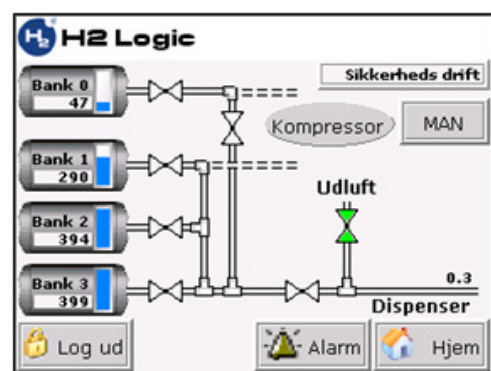 H2 H2 Logic
Sikkerheds drift
Bank 0
47
Kompressor
MAN
Bank 1
290
Udluft
Bank 2
394
Bank 3
399
0.3
Dispenser
Log ud
Alarm
Hjem